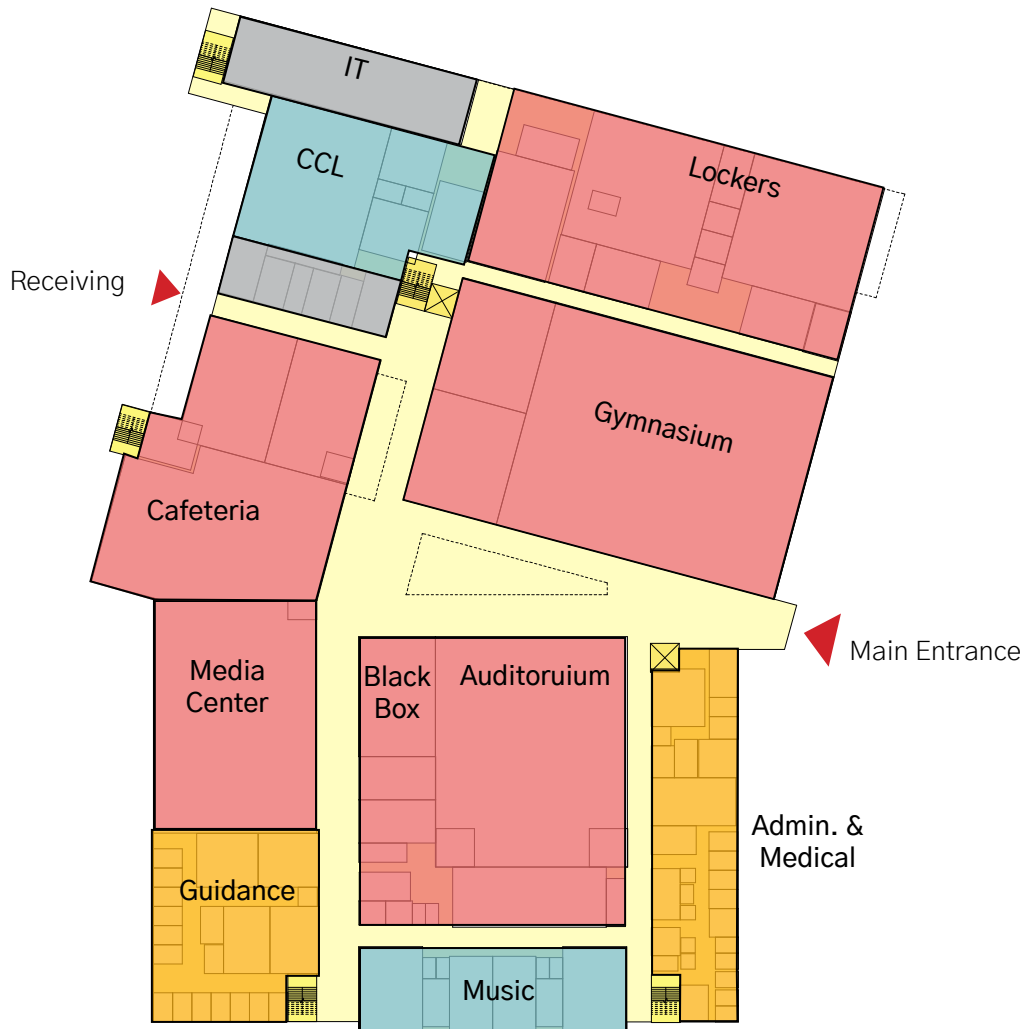 IT
CCL
Lockers
Receiving
Gymnasium
Cafeteria
Main Entrance
Media
Center
Black
Box
Auditoruium
Admin. &
Medical
Guidance
Music